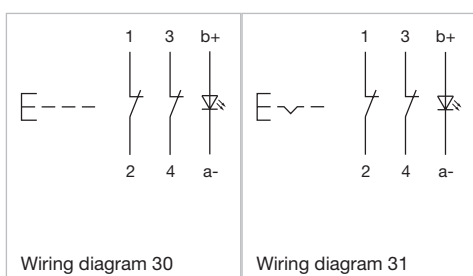 1 3 b+
2 4 a-
Wiring diagram 30
1 3 b+
2 4 a-
Wiring diagram 31